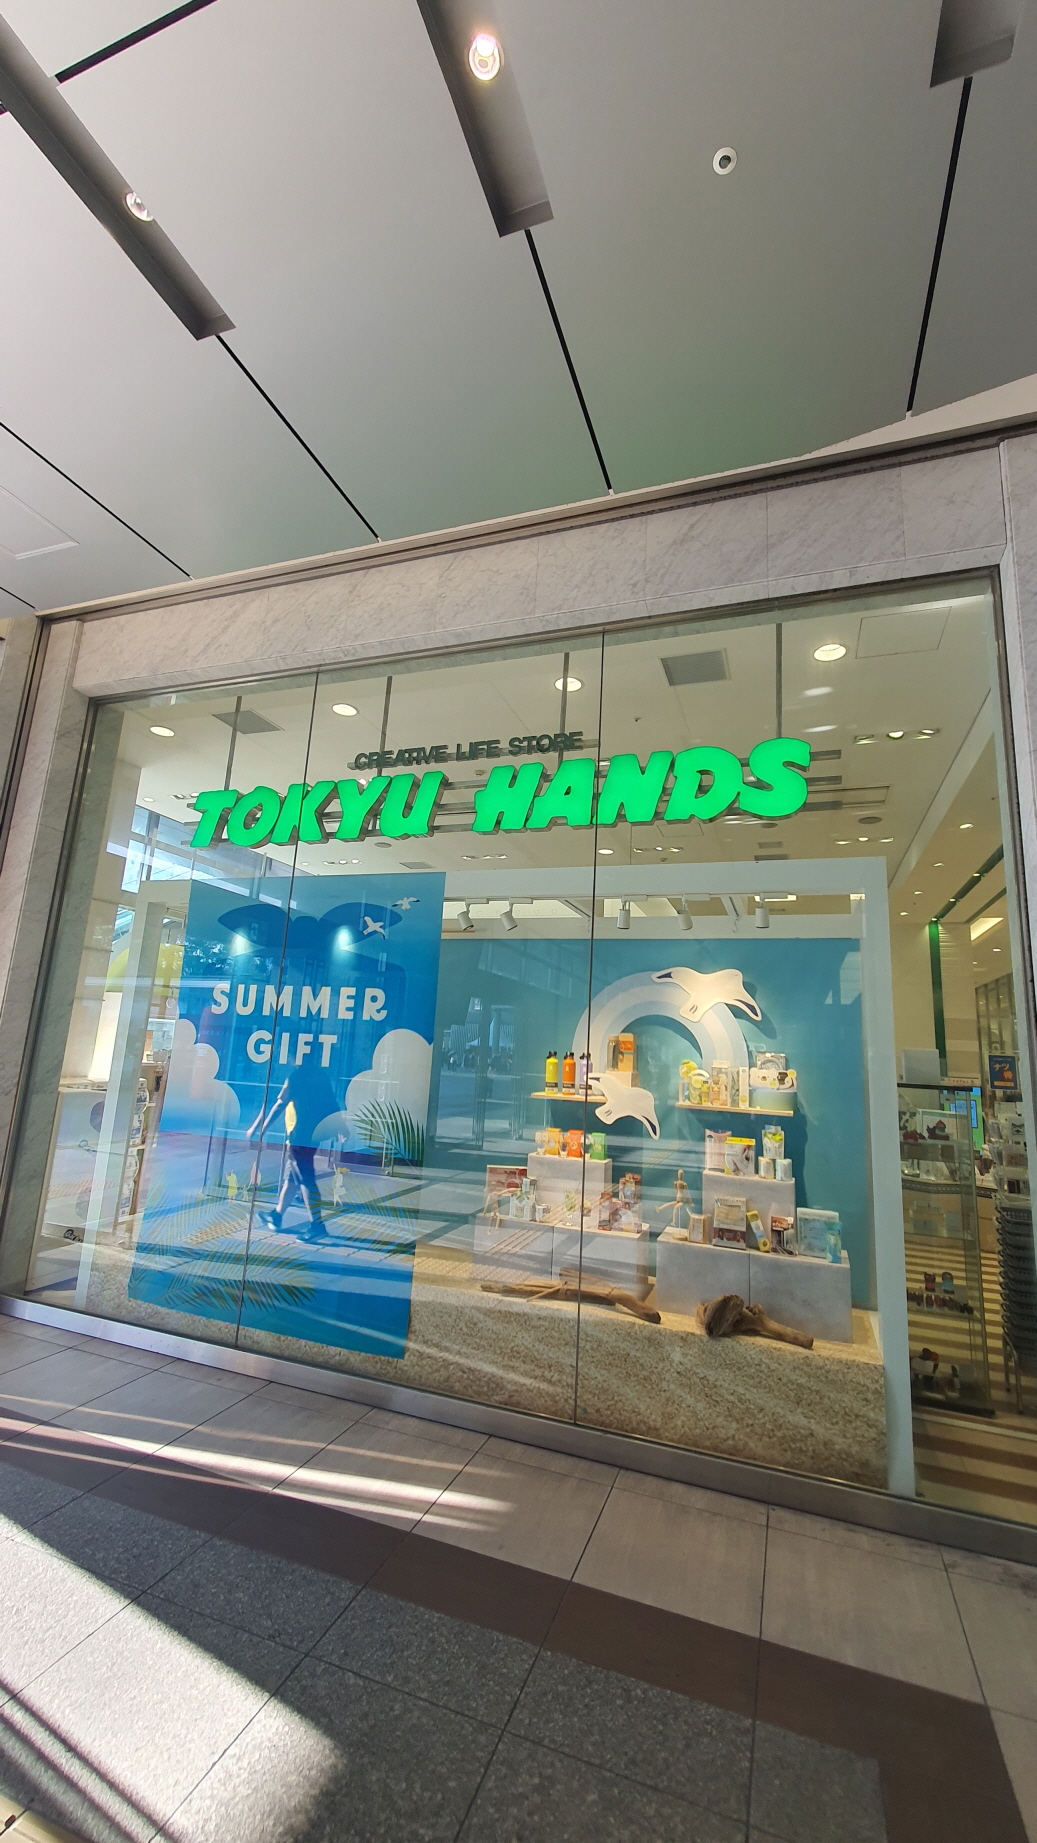 CREATIVE LIFE STORE
TOKYU HANDS
SUMMER
GIFT